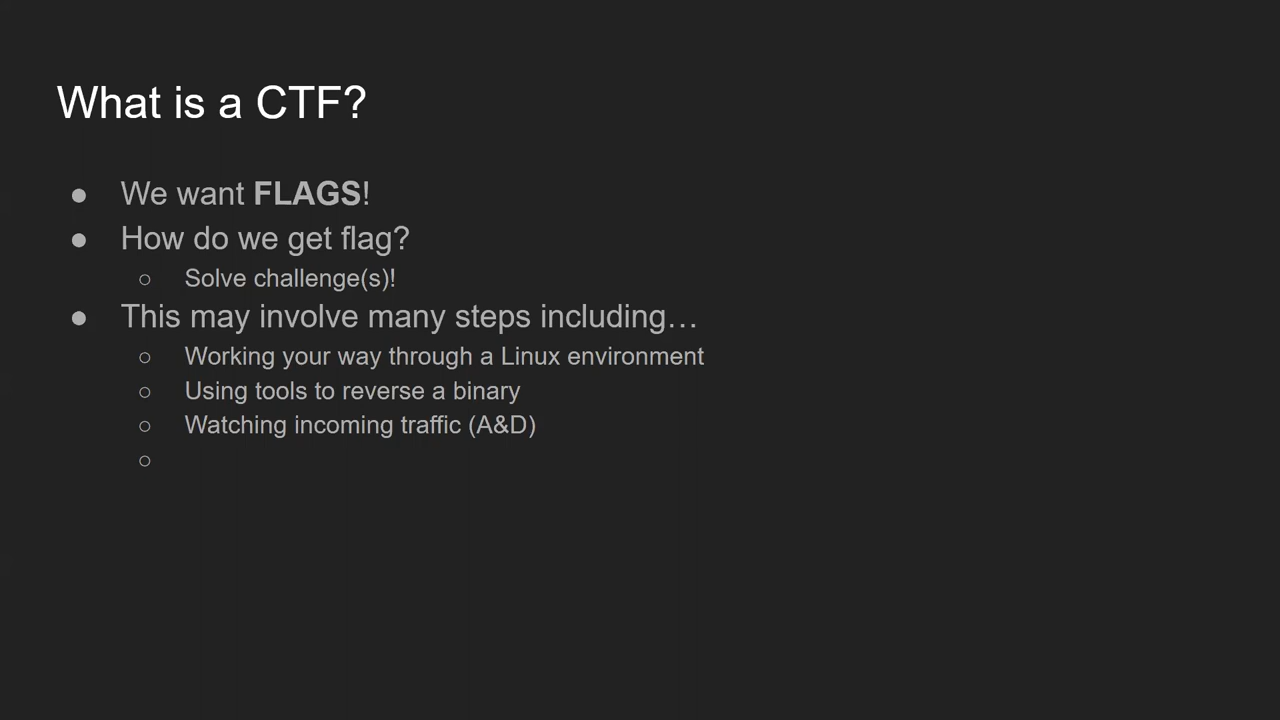 What is a CTF?
● We want FLAGS!
● How do we get flag?
○ Solve challenge(s)!
● This may involve many steps including…
○ Working your way through a Linux environment
○ Using tools to reverse a binary
○ Watching incoming traffic (A&D)
○